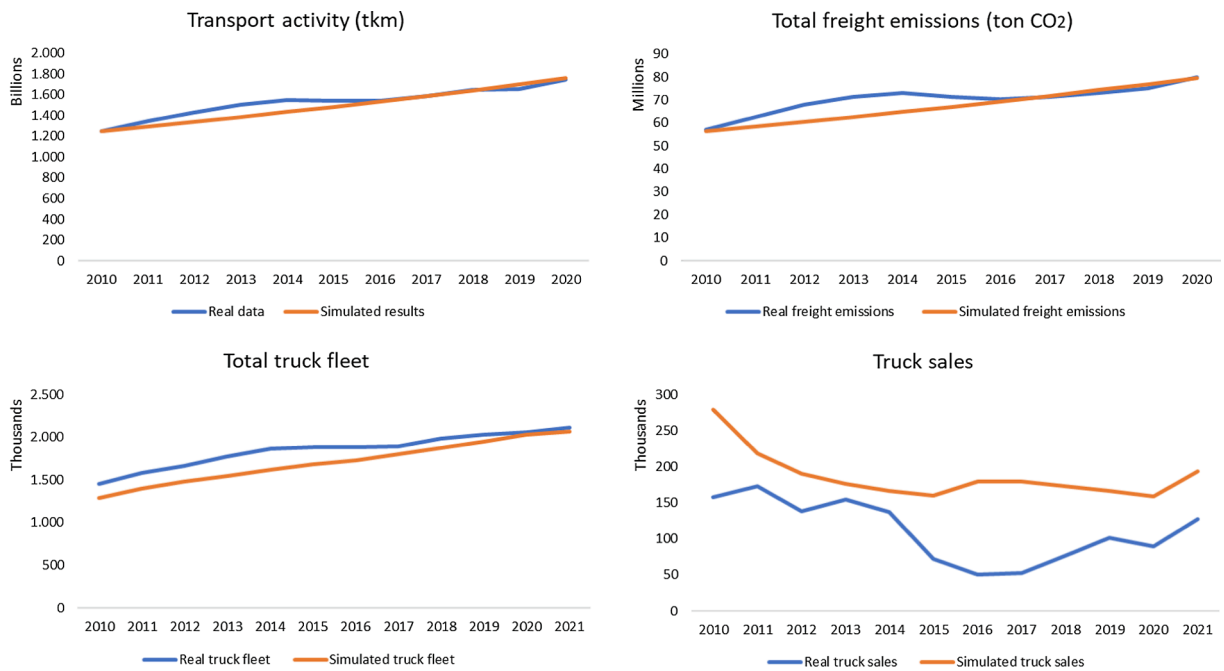 Transport activity (tkm)
Billions
2.000
1.800
1.600
1.400
1.200
1.000
800
600
400
200
0
2010 2011 2012 2013 2014 2015 2016 2017 2018 2019 2020
Real data Simulated results
Total freight emissions (ton CO2)
Millions
90
80
70
60
50
40
30
20
10
0
2010 2011 2012 2013 2014 2015 2016 2017 2018 2019 2020
Real freight emissions Simulated freight emissions
Total truck fleet
Thousands
2.500
2.000
1.500
1.000
500
0
2010 2011 2012 2013 2014 2015 2016 2017 2018 2019 2020 2021
Real truck fleet Simulated truck fleet
Truck sales
Thousands
300
250
200
150
100
50
0
2010 2011 2012 2013 2014 2015 2016 2017 2018 2019 2020 2021
Real truck sales Simulated truck sales